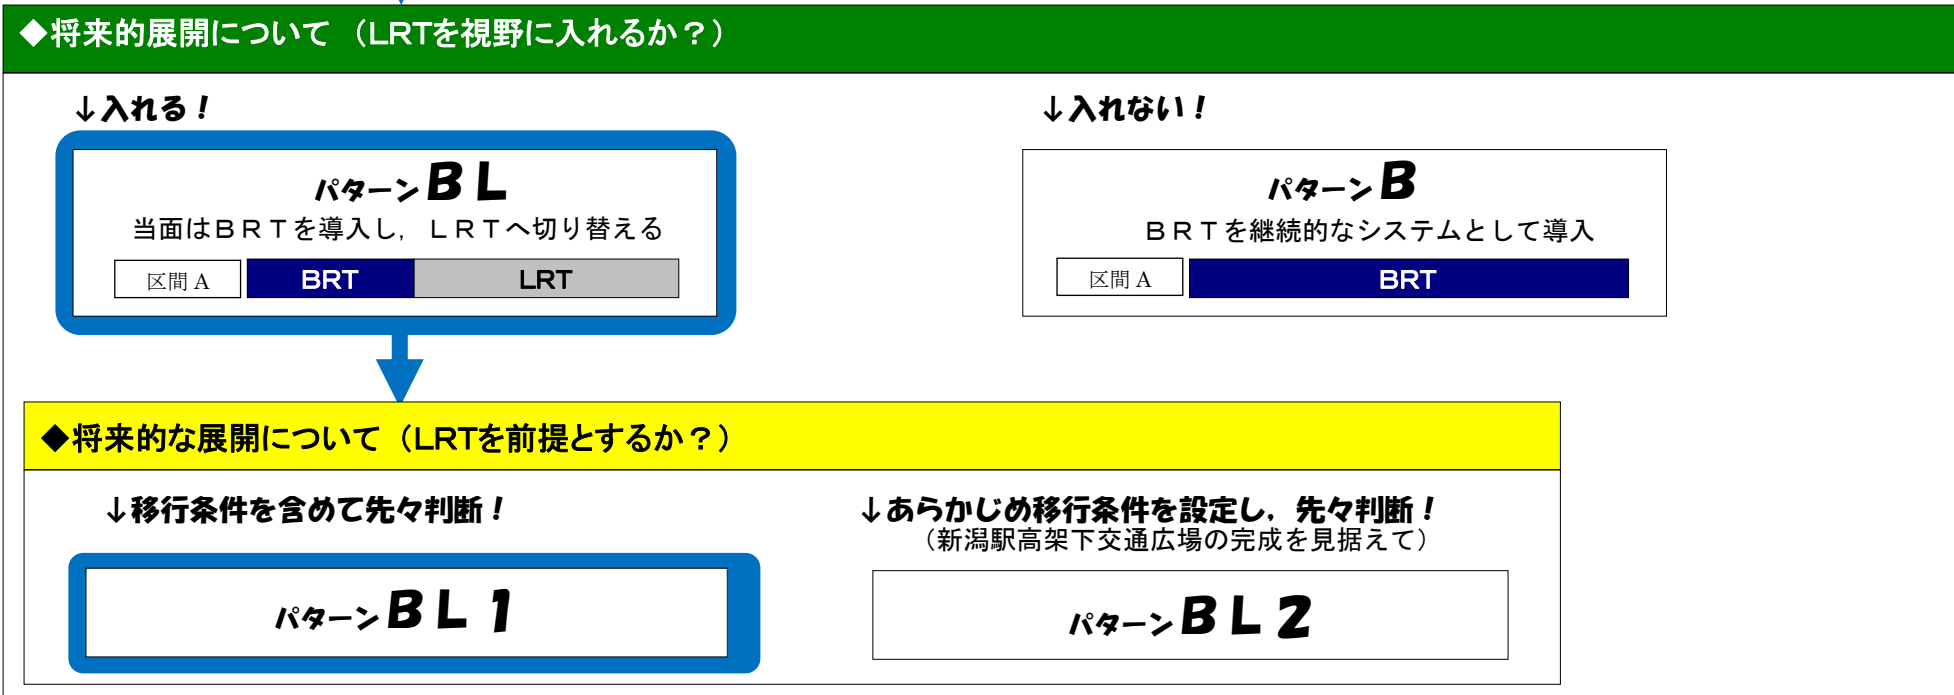 ◆将来的展開について（LRTを視野に入れるか？）
↓入れる！
パターンＢＬ
当面はＢＲＴを導入し，ＬＲＴへ切り替える
区間Ａ BRT LRT
↓入れない！
パターンＢ
ＢＲＴを継続的なシステムとして導入
区間Ａ BRT
◆将来的な展開について（LRTを前提とするか？）
↓移行条件を含めて先々判断！
パターンＢＬ１
↓あらかじめ移行条件を設定し，先々判断！
（新潟駅高架下交通広場の完成を見据えて）
パターンＢＬ２